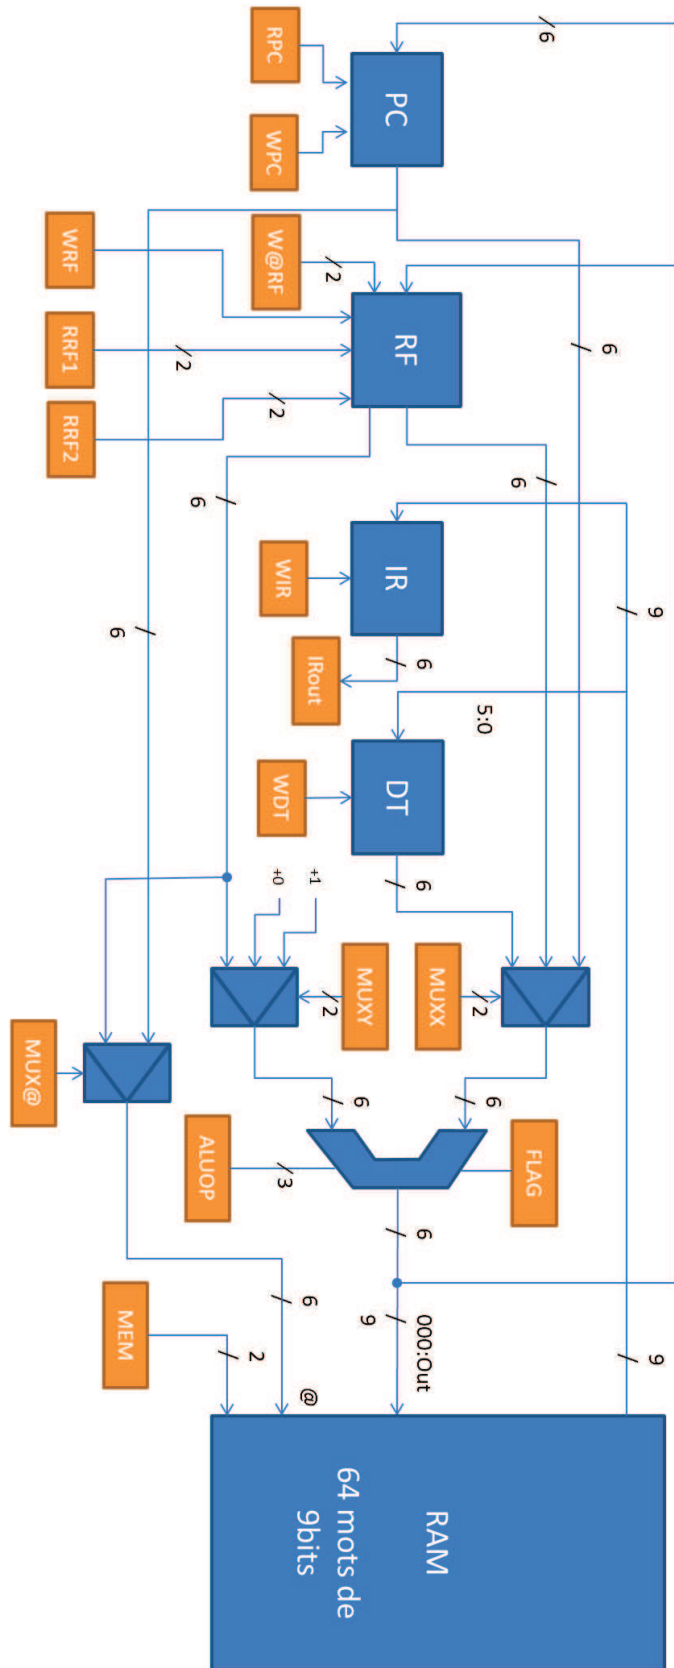 6
RPC
PC
WPC
WRF
W@RF
2
RF
6
RRF1
2
RRF2
2
6
6
6
WIR
IR
9
IRout
6
5:0
WDT
DT
6
+0
+1
MUXY
2
MUXX
2
MUX@
6
6
ALUOP
3
FLAG
6
MEM
2
6
@
9
000:Out
9
RAM
64 mots de
9bits